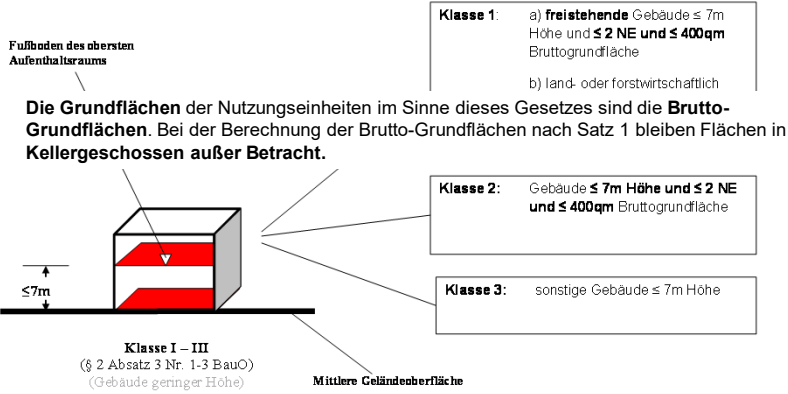 Klasse 1: a) freistehende Gebäude ≤ 7m
Höhe und ≤ 2 NE und ≤ 400qm
Bruttogrundfläche
b) land- oder forstwirtschaftlich
Fußboden des obersten
Aufenthaltsraums
Die Grundflächen der Nutzungseinheiten im Sinne dieses Gesetzes sind die Brutto-
Grundflächen. Bei der Berechnung der Brutto-Grundflächen nach Satz 1 bleiben Flächen in
Kellergeschossen außer Betracht.
Klasse 2: Gebäude ≤ 7m Höhe und ≤ 2 NE
und ≤ 400qm Bruttogrundfläche
Klasse 3: sonstige Gebäude ≤ 7m Höhe
≤7m
Klasse I – III
(§ 2 Absatz 3 Nr. 1-3 BauO)
(Gebäude geringer Höhe)
Mittlere Geländeoberfläche